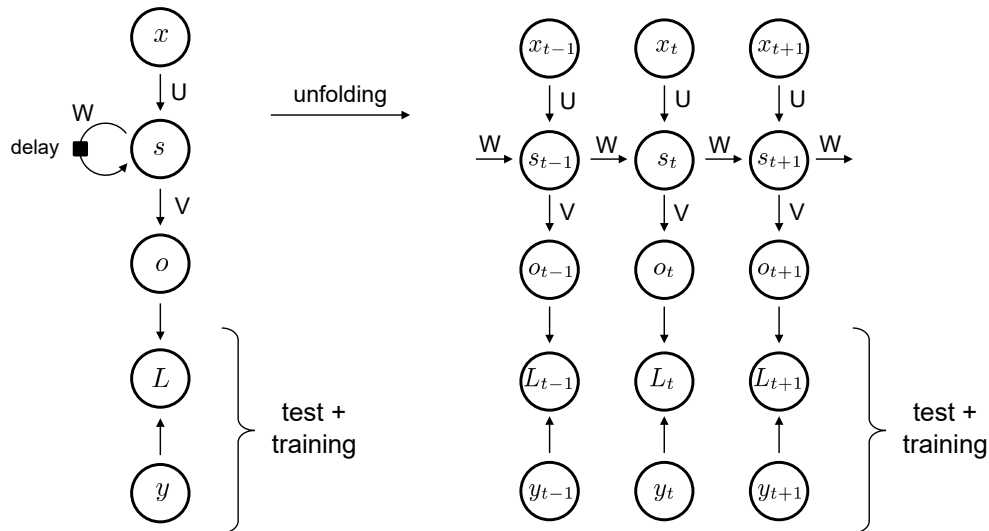 x
U
W
delay
s
V
o
L
test +
training
y
unfolding
x_{t−1} x_t x_{t+1}
U U U
W W W W
s_{t−1} s_t s_{t+1}
V V V
o_{t−1} o_t o_{t+1}
L_{t−1} L_t L_{t+1}
test +
training
y_{t−1} y_t y_{t+1}